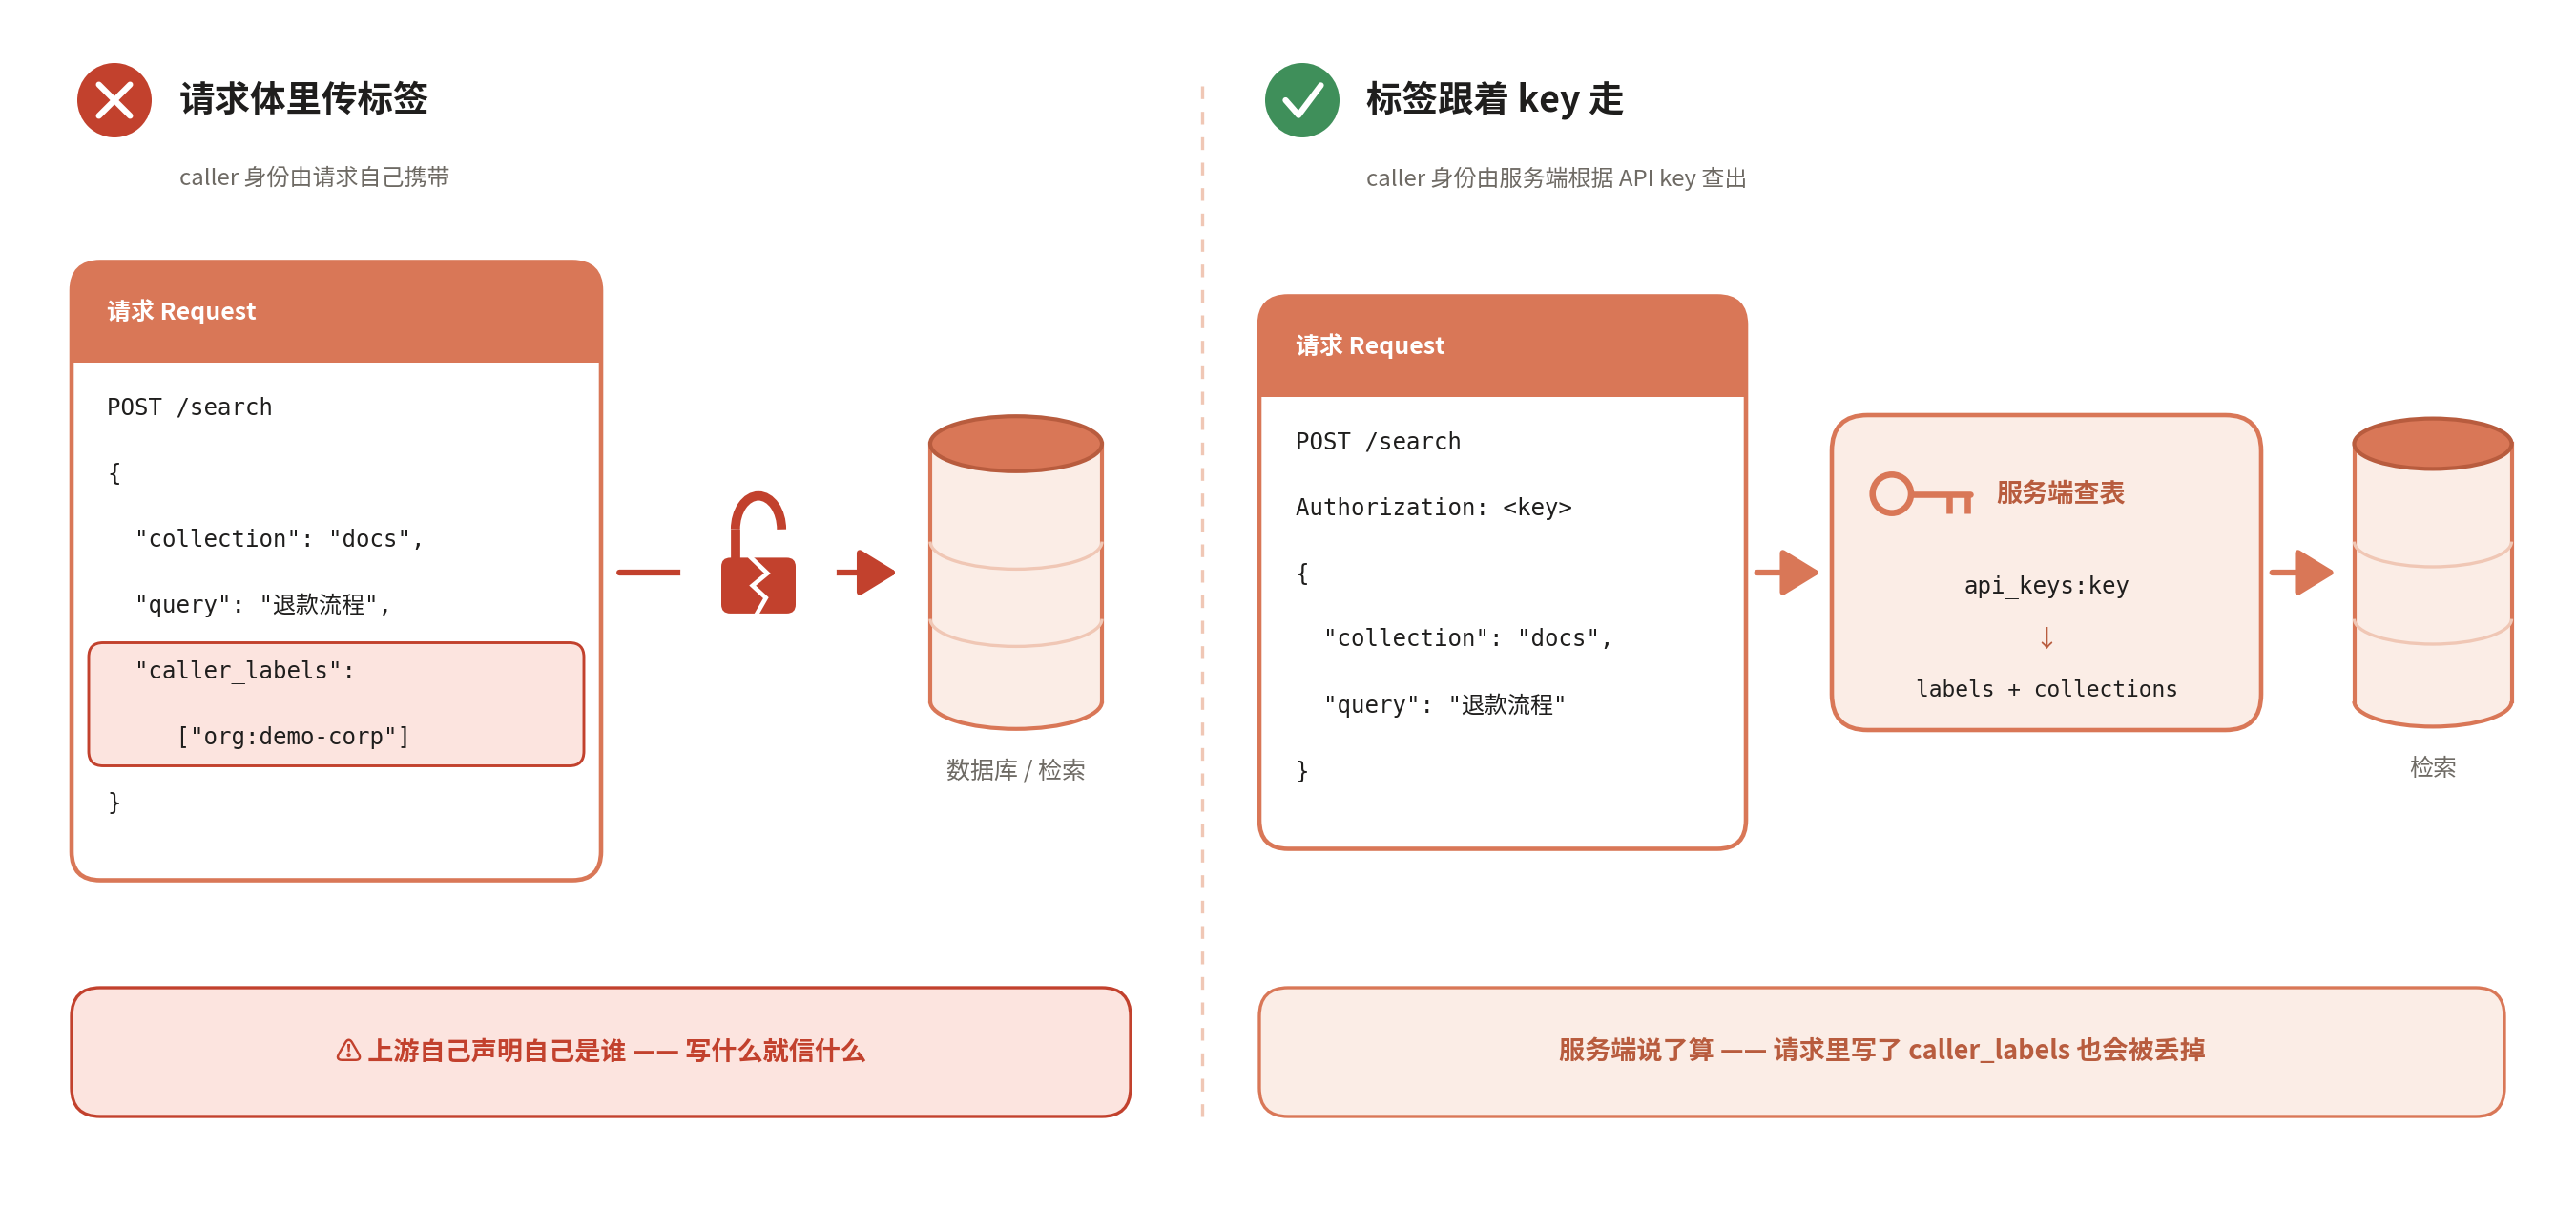 请求体里传标签
caller 身份由请求自己携带
请求 Request
POST /search
{
"collection": "docs",
"query": "退款流程",
"caller_labels":
["org:demo-corp"]
}
数据库 / 检索
⚠ 上游自己声明自己是谁 —— 写什么就信什么
标签跟着 key 走
caller 身份由服务端根据 API key 查出
请求 Request
POST /search
Authorization: <key>
{
"collection": "docs",
"query": "退款流程"
}
服务端查表
api_keys:key
↓
labels + collections
检索
服务端说了算 —— 请求里写了 caller_labels 也会被丢掉